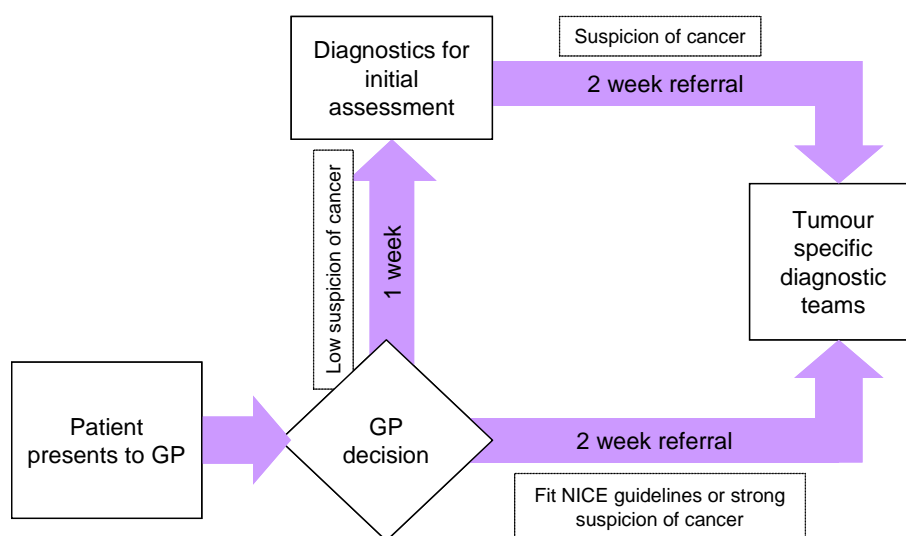 Diagnostics for
initial
assessment
Suspicion of cancer
2 week referral
Low suspicion of cancer
1 week
Tumour
specific
diagnostic
teams
Patient
presents to GP
GP
decision
2 week referral
Fit NICE guidelines or strong
suspicion of cancer